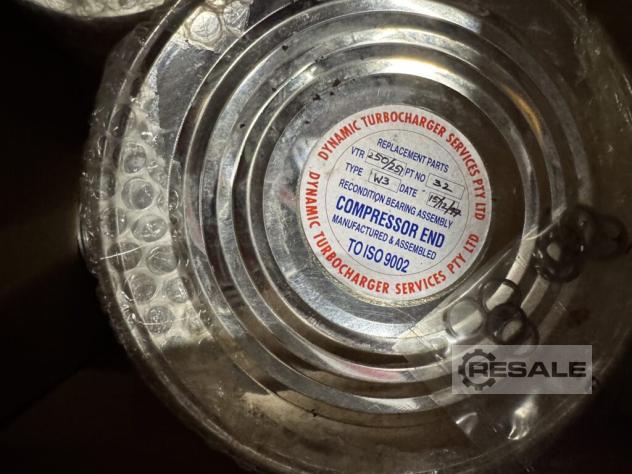 DYNAMIC TURBOCHARGER SERVICES PTY LTD
REPLACEMENT PARTS
VTR 250/251 PT NO 32
TYPE W3 DATE 15/12/
RECONDITION BEARING ASSEMBLY
COMPRESSOR END
MANUFACTURED & ASSEMBLED
TO ISO 9002
DYNAMIC TURBOCHARGER SERVICES PTY LTD
RESALE